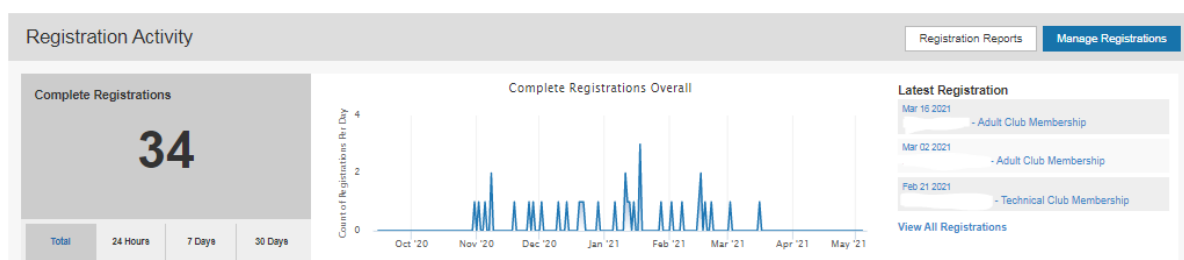 Registration Activity
Registration Reports
Manage Registrations
Complete Registrations
34
Total
24 Hours
7 Days
30 Days
Complete Registrations Overall
Count of Registrations Per Day
4
2
0
Oct '20
Nov '20
Dec '20
Jan '21
Feb '21
Mar '21
Apr '21
May '21
Latest Registration
Mar 16 2021
- Adult Club Membership
Mar 02 2021
- Adult Club Membership
Feb 21 2021
- Technical Club Membership
View All Registrations